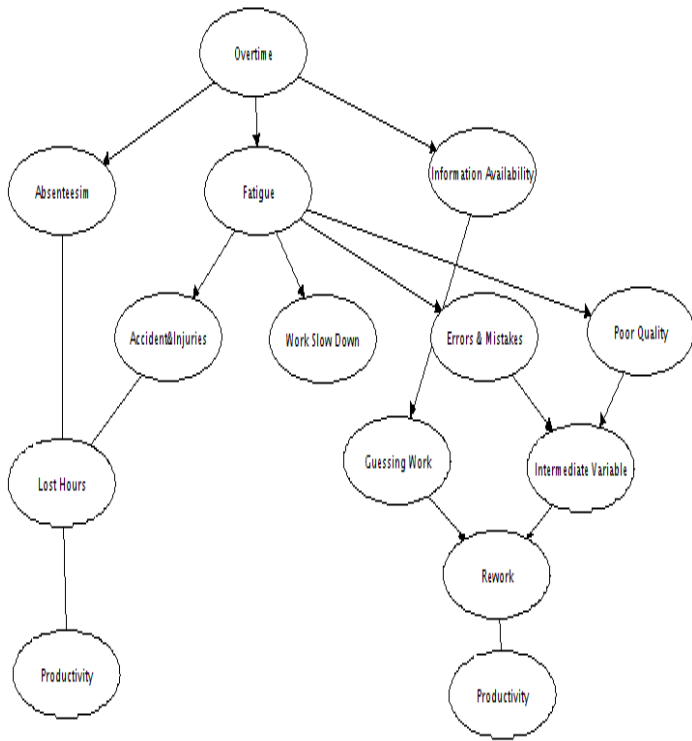 Overtime
Absenteesim
Fatigue
Information Availability
Accident&Injuries
Work Slow Down
Errors & Mistakes
Poor Quality
Lost Hours
Guessing Work
Intermediate Variable
Rework
Productivity
Productivity